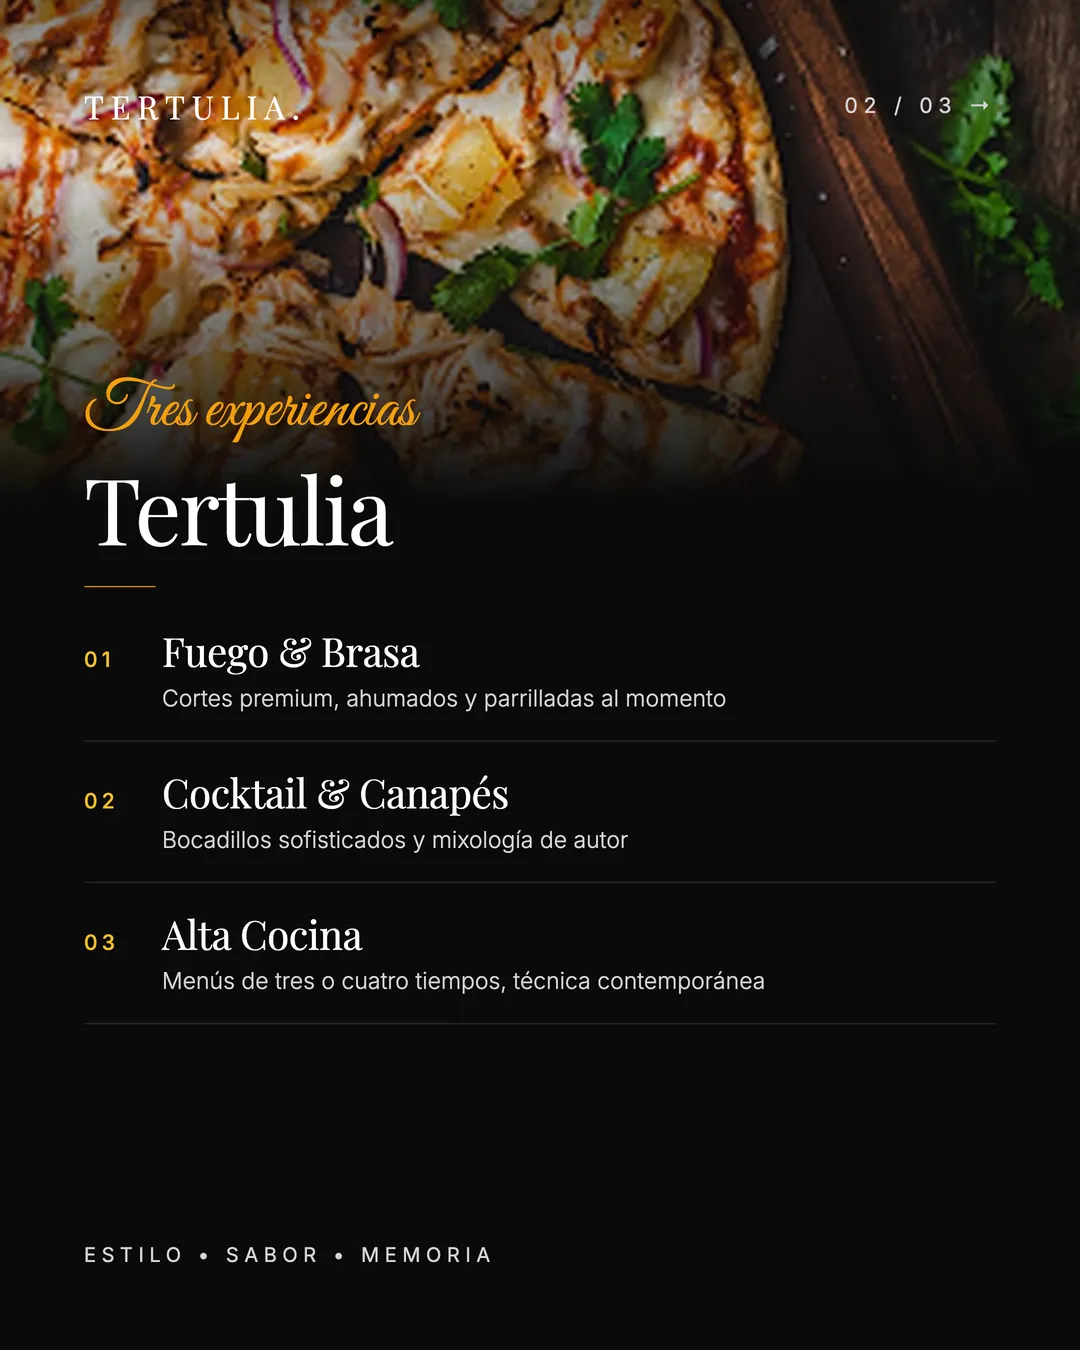 TERTULIA.
02 / 03 →
Tres experiencias
Tertulia
01
Fuego & Brasa
Cortes premium, ahumados y parrilladas al momento
02
Cocktail & Canapés
Bocadillos sofisticados y mixología de autor
03
Alta Cocina
Menús de tres o cuatro tiempos, técnica contemporánea
ESTILO • SABOR • MEMORIA